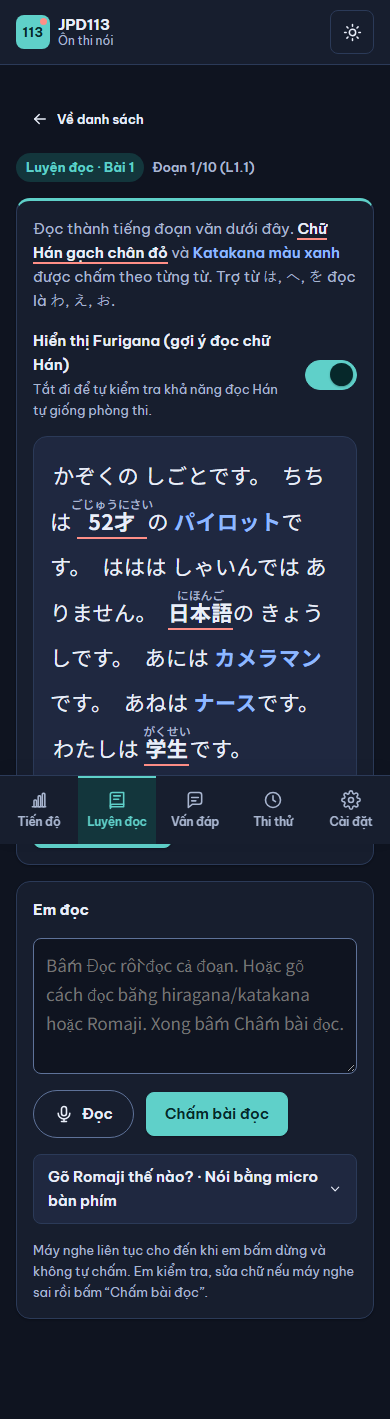 113
JPD113
Ôn thi nói
Về danh sách
Luyện đọc · Bài 1
Đoạn 1/10 (L1.1)
Đọc thành tiếng đoạn văn dưới đây. Chữ
Hán gạch chân đỏ và Katakana màu xanh
được chấm theo từng từ. Trợ từ は, へ, を đọc
là わ, え, お.
Hiển thị Furigana (gợi ý đọc chữ
Hán)
Tắt đi để tự kiểm tra khả năng đọc Hán
tự giống phòng thi.
かぞくの しごとです。 ちち
ごじゅうにさい
は 52才の パイロットで
す。 ははは しゃいんでは あ
にほんご
りません。 日本語の きょう
しです。 あには カメラマン
です。 あねは ナースです。
がくせい
わたしは 学生です。
Tiến độ
Luyện đọc
Vấn đáp
Thi thử
Cài đặt
Em đọc
Bấm Đọc rồi đọc cả đoạn. Hoặc gõ
cách đọc bằng hiragana/katakana
hoặc Romaji. Xong bấm Chấm bài đọc.
Đọc
Chấm bài đọc
Gõ Romaji thế nào? · Nói bằng micro
bàn phím
Máy nghe liên tục cho đến khi em bấm dừng và
không tự chấm. Em kiểm tra, sửa chữ nếu máy nghe
sai rồi bấm “Chấm bài đọc”.